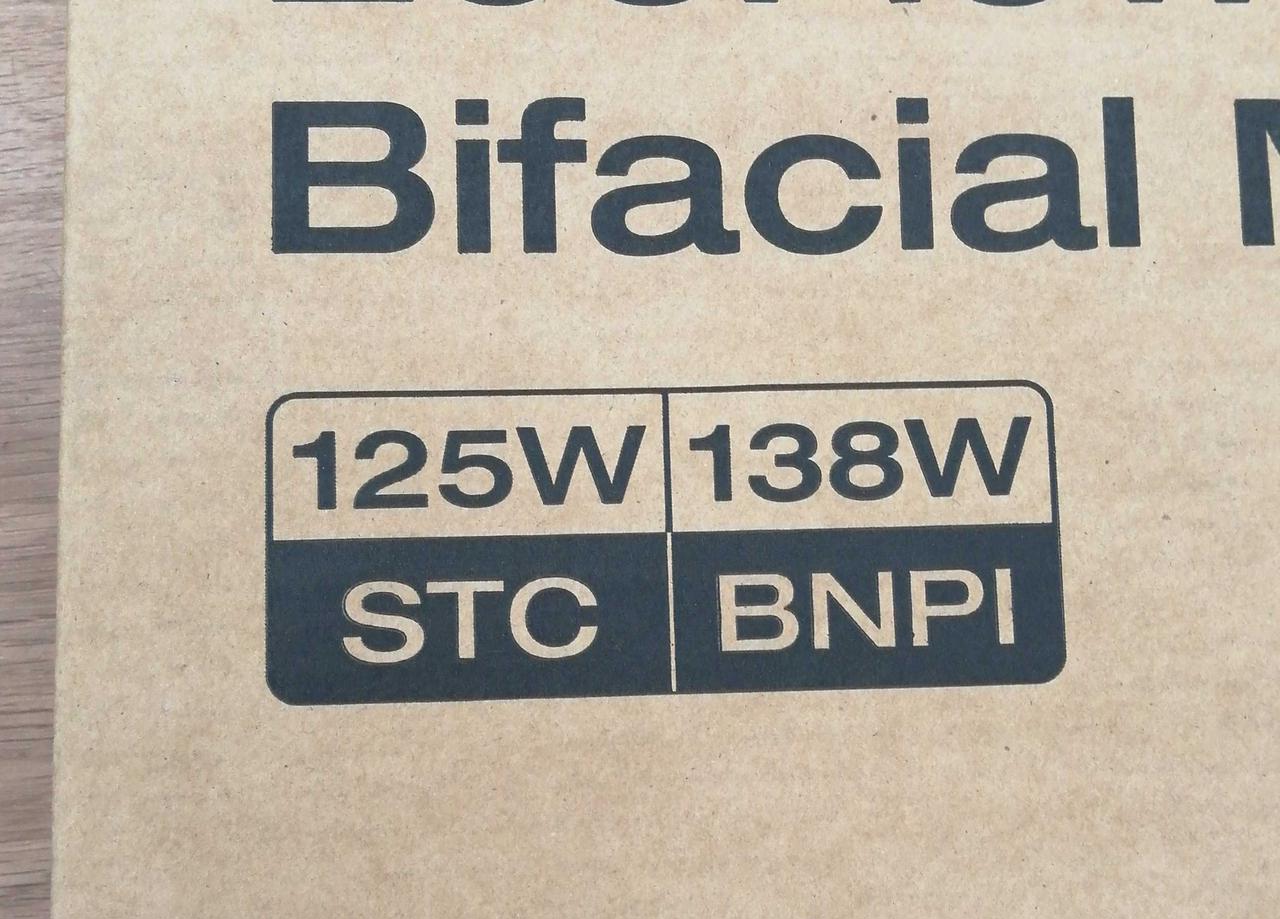 Bifacial
125W 138W
STC BNPI